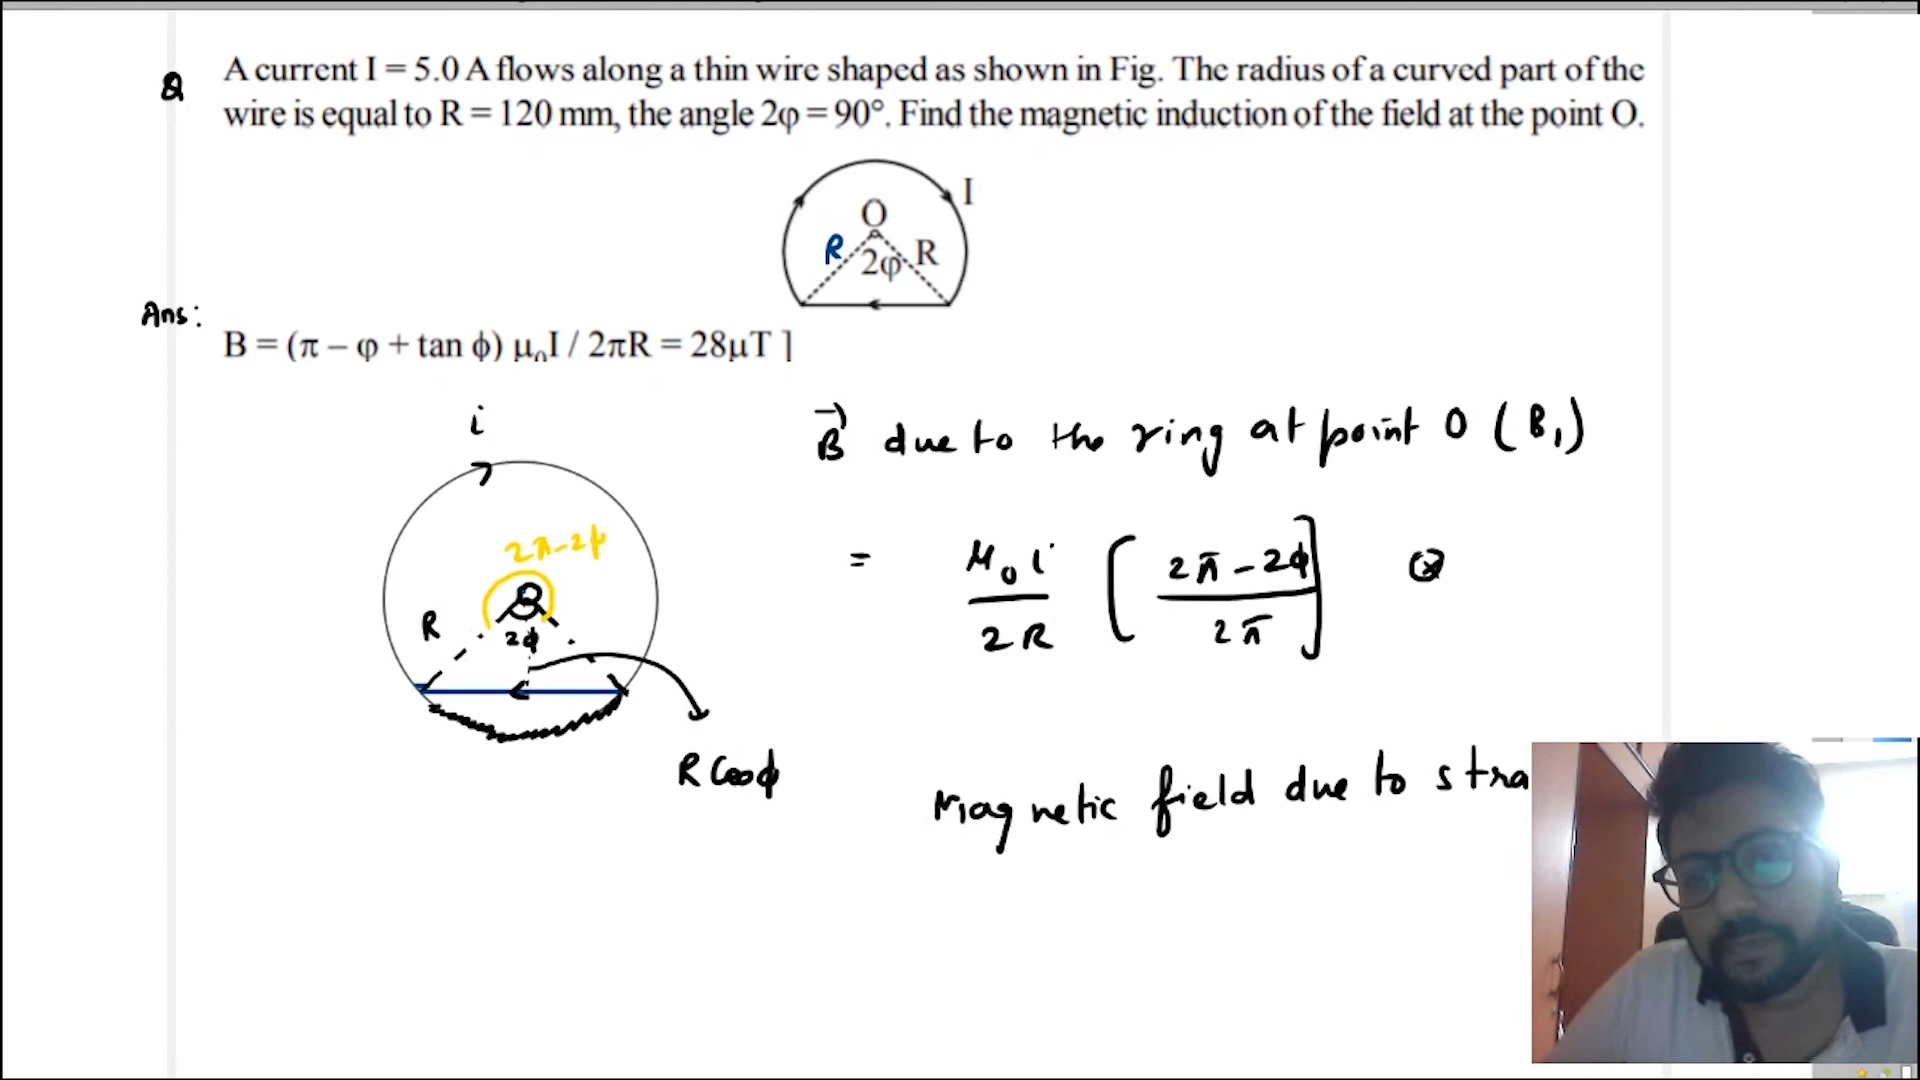 Q
A current I = 5.0 A flows along a thin wire shaped as shown in Fig. The radius of a curved part of the
wire is equal to R = 120 mm, the angle 2φ = 90°. Find the magnetic induction of the field at the point O.
I
O
R
R
2φ
Ans:
B = (π – φ + tan ϕ) μ₀I / 2πR = 28μT ]
i
B⃗ due to the ring at point O (B₁)
2π-2ϕ
R
2ϕ
= μ₀i / 2R [ 2π-2ϕ / 2π ] ⊗
R Cosϕ
Magnetic field due to stra